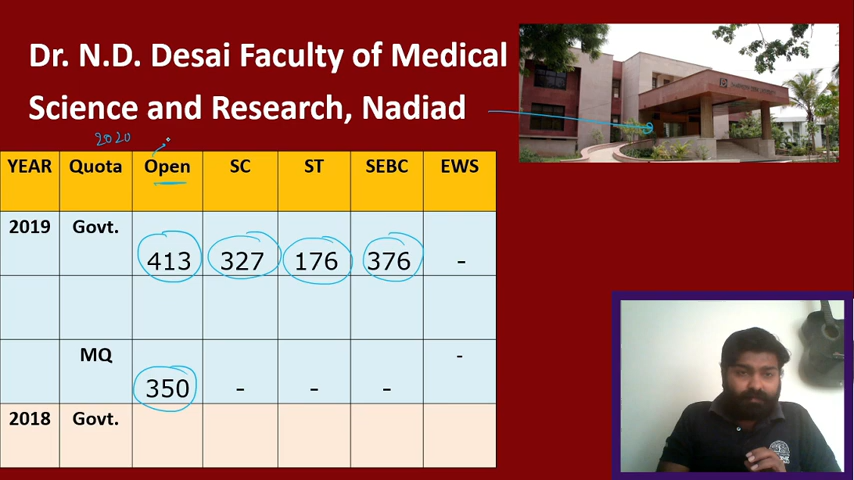 Dr. N.D. Desai Faculty of Medical
Science and Research, Nadiad
2020
YEAR Quota Open SC ST SEBC EWS
2019 Govt.
413 327 176 376 -
MQ -
350 - - -
2018 Govt.